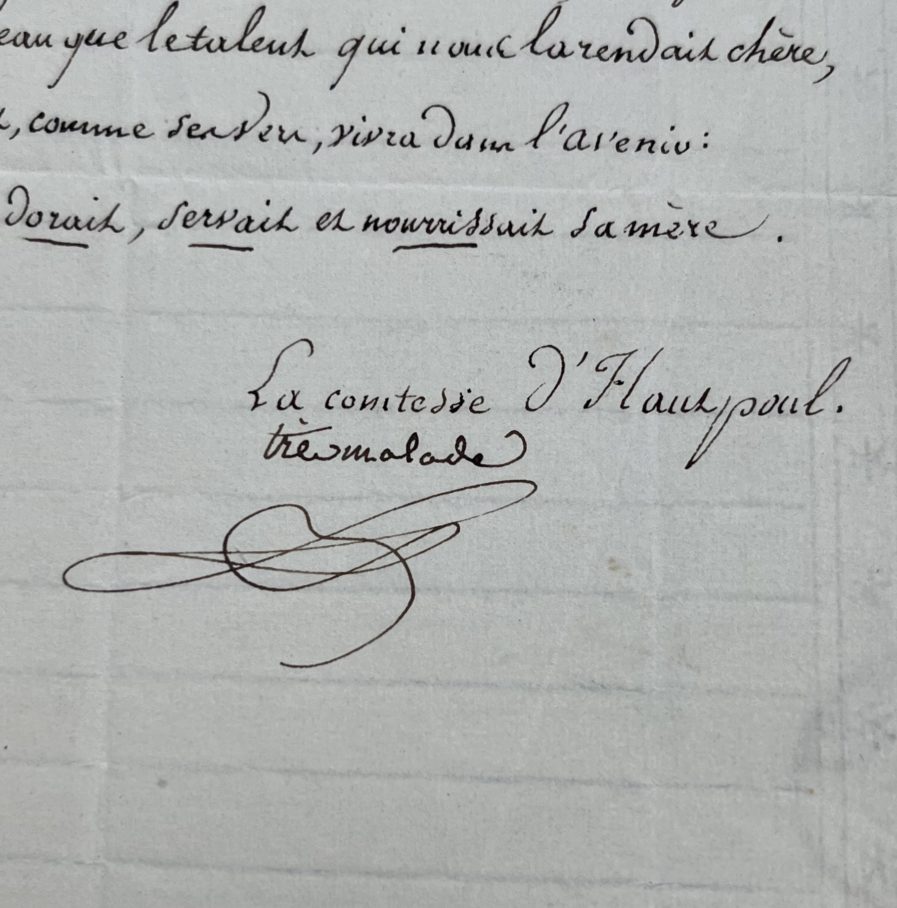 eau que le talent qui nous la rendait chère,
, comme ses vers, vivra dans l'avenir:
dorait, servait et nourrissait sa mère.
La comtesse d'Hautpoul.
très malade